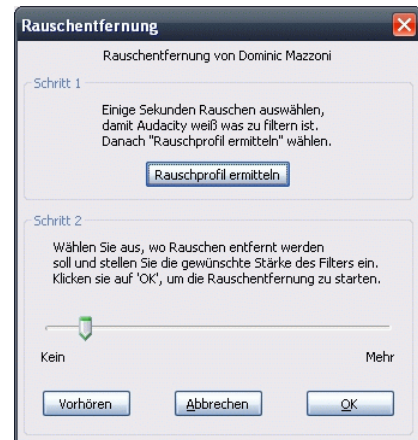 Rauschentfernung
Rauschentfernung von Dominic Mazzoni
Schritt 1
Einige Sekunden Rauschen auswählen,
damit Audacity weiß was zu filtern ist.
Danach "Rauschprofil ermitteln" wählen.
Rauschprofil ermitteln
Schritt 2
Wählen Sie aus, wo Rauschen entfernt werden
soll und stellen Sie die gewünschte Stärke des Filters ein.
Klicken sie auf 'OK', um die Rauschentfernung zu starten.
Kein Mehr
Vorhören Abbrechen OK